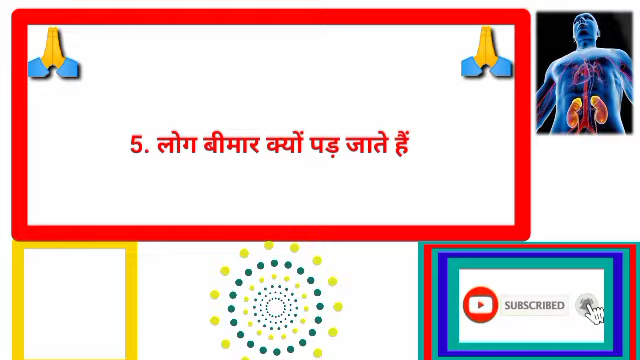 5. लोग बीमार क्यों पड़ जाते हैं
SUBSCRIBED